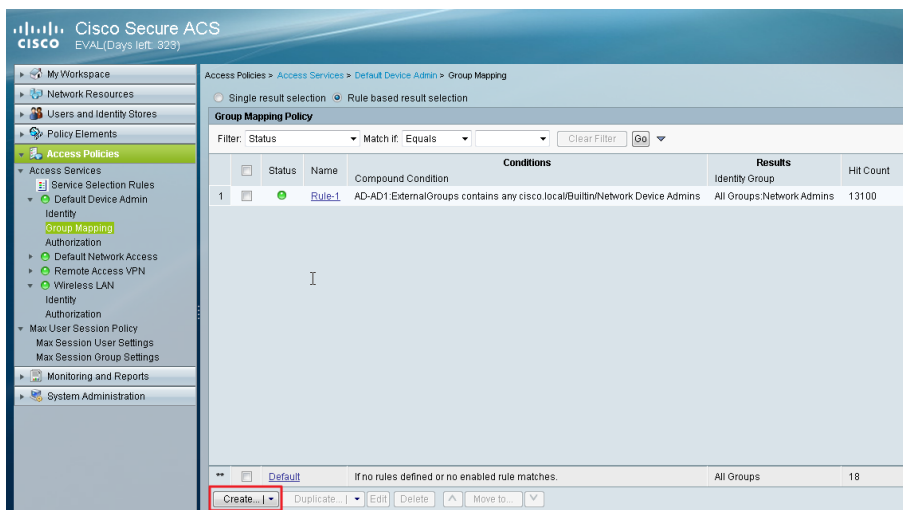 Cisco Secure ACS
CISCO EVAL(Days left: 323)
My Workspace
Network Resources
Users and Identity Stores
Policy Elements
Access Policies
Access Services
Service Selection Rules
Default Device Admin
Identity
Group Mapping
Authorization
Default Network Access
Remote Access VPN
Wireless LAN
Identity
Authorization
Max User Session Policy
Max Session User Settings
Max Session Group Settings
Monitoring and Reports
System Administration
Access Policies > Access Services > Default Device Admin > Group Mapping
Single result selection Rule based result selection
Group Mapping Policy
Filter: Status Match if: Equals Clear Filter Go
Status Name Conditions Results Hit Count
Compound Condition Identity Group
1 Rule-1 AD-AD1:ExternalGroups contains any cisco.local/Builtin/Network Device Admins All Groups:Network Admins 13100
** Default If no rules defined or no enabled rule matches. All Groups 18
Create... | Duplicate... | Edit Delete Move to...